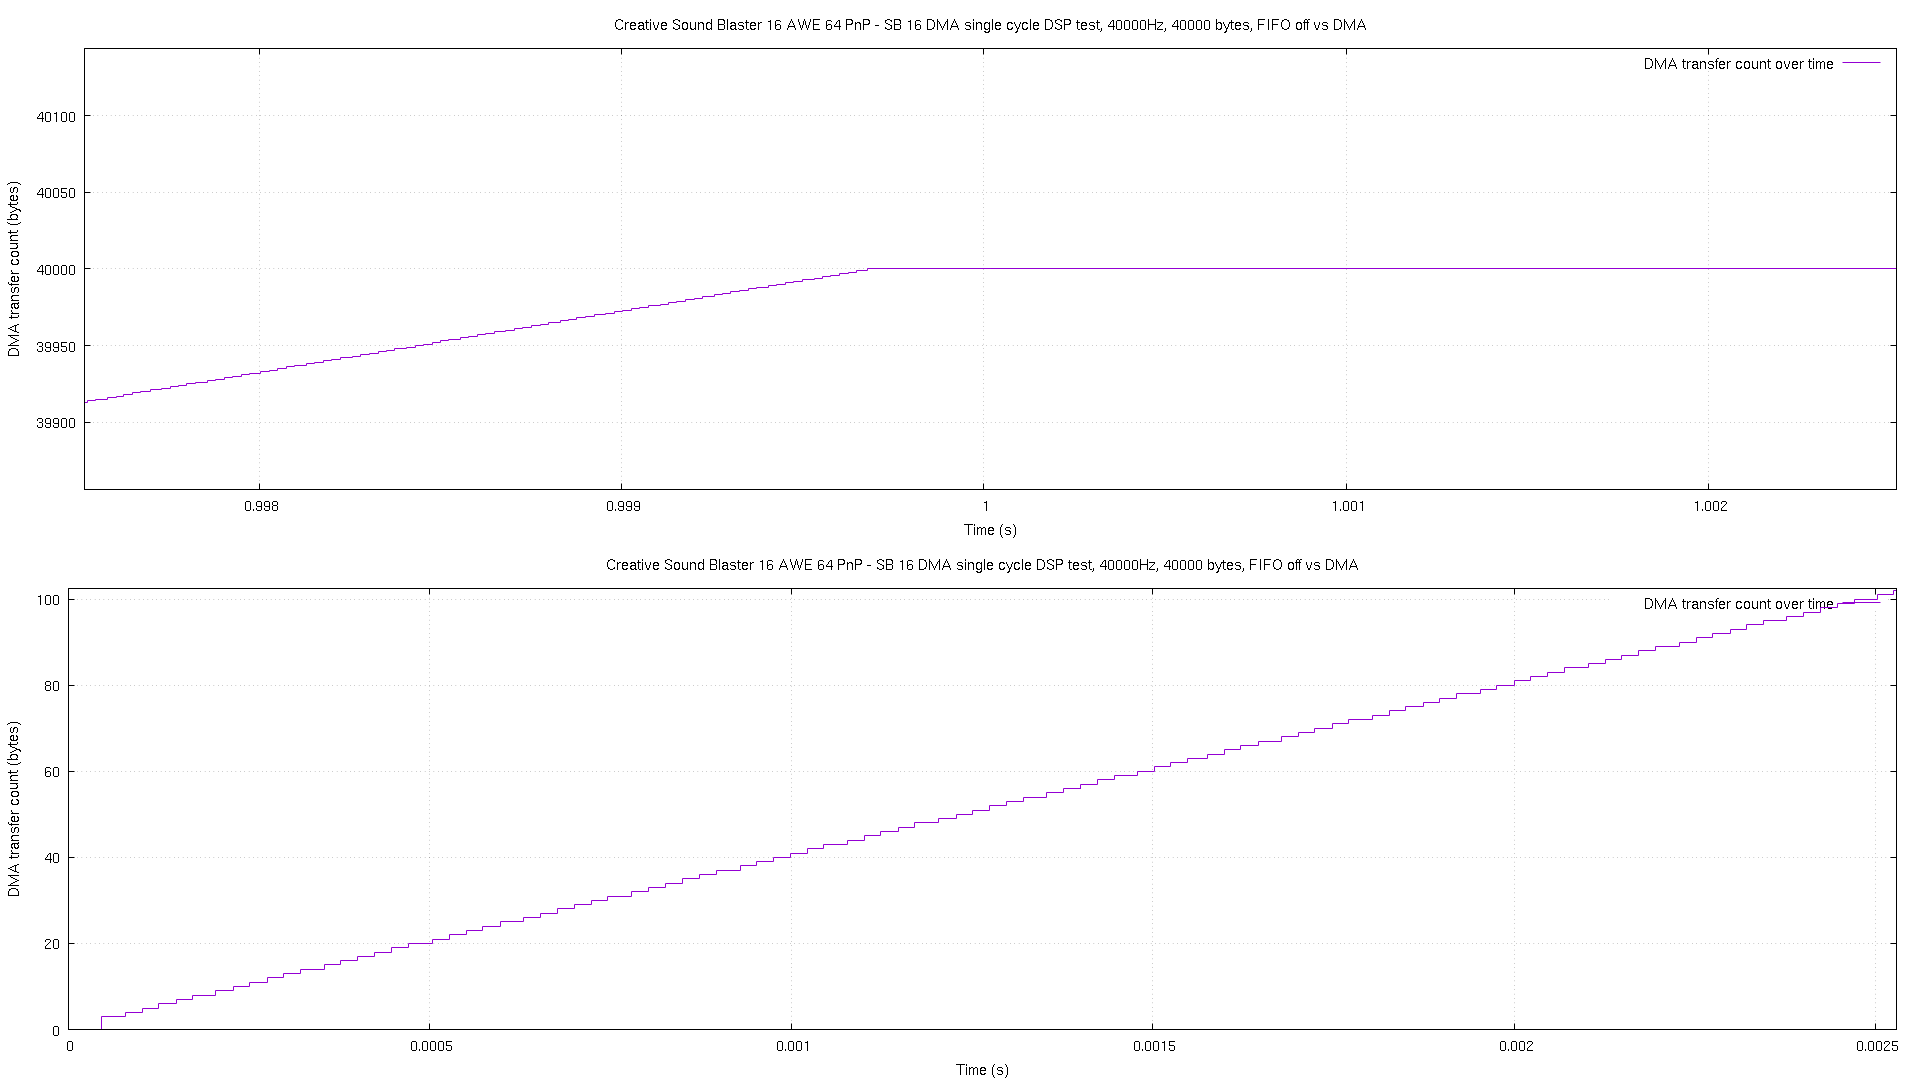 Creative Sound Blaster 16 AWE 64 PnP - SB 16 DMA single cycle DSP test, 40000Hz, 40000 bytes, FIFO off vs DMA
DMA transfer count over time
DMA transfer count (bytes)
40100
40050
40000
39950
39900
0.998
0.999
1
1.001
1.002
Time (s)
Creative Sound Blaster 16 AWE 64 PnP - SB 16 DMA single cycle DSP test, 40000Hz, 40000 bytes, FIFO off vs DMA
DMA transfer count over time
DMA transfer count (bytes)
100
80
60
40
20
0
0
0.0005
0.001
0.0015
0.002
0.0025
Time (s)